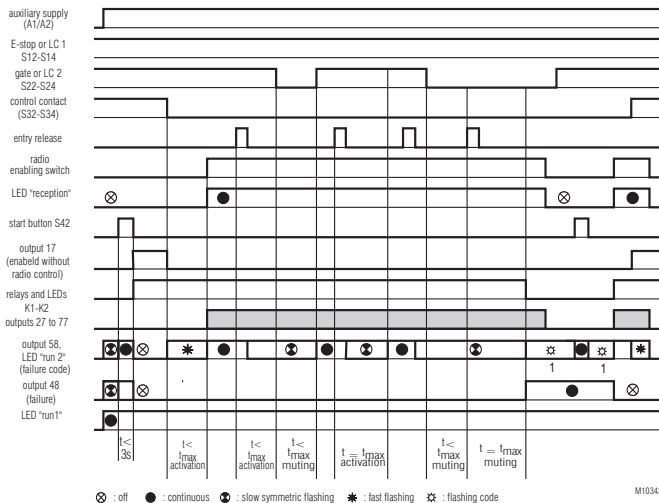 auxiliary supply
(A1/A2)
E-stop or LC 1
S12-S14
gate or LC 2
S22-S24
control contact
(S32-S34)
entry release
radio
enabling switch
LED "reception"
start button S42
output 17
(enabeld without
radio control)
relays and LEDs
K1-K2
outputs 27 to 77
output 58,
LED "run 2"
(failure code)
1
1
output 48
(failure)
LED "run1"
t<
3s
t<
tmax
activation
t<
tmax
activation
t<
tmax
muting
t = tmax
activation
t<
tmax
muting
t = tmax
muting
: off
: continuous
: slow symmetric flashing
: fast flashing
: flashing code